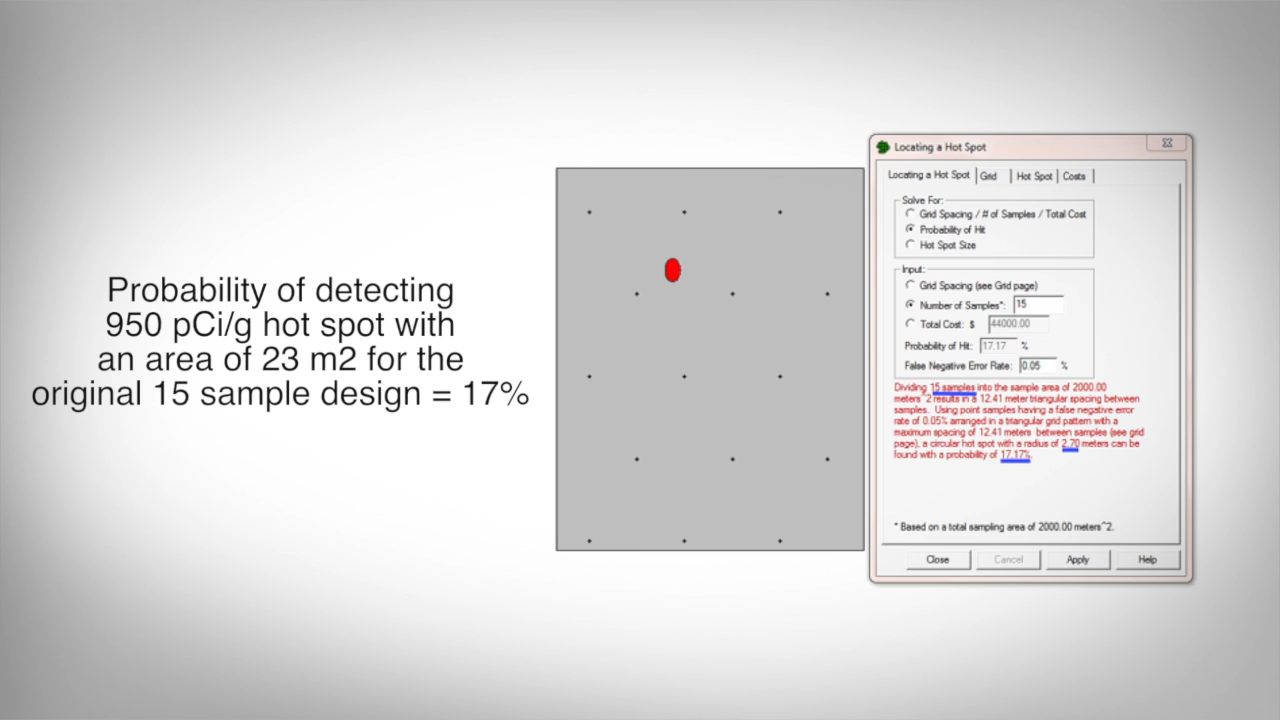 Probability of detecting
950 pCi/g hot spot with
an area of 23 m2 for the
original 15 sample design = 17%
Locating a Hot Spot
Locating a Hot Spot Grid Hot Spot Costs
Solve For:
Grid Spacing / # of Samples / Total Cost
Probability of Hit
Hot Spot Size
Input:
Grid Spacing (see Grid page)
Number of Samples*: 15
Total Cost: $ 44000.00
Probability of Hit: 17.17 %
False Negative Error Rate: 0.05 %
Dividing 15 samples into the sample area of 2000.00
meters^2 results in a 12.41 meter triangular spacing between
samples. Using point samples having a false negative error
rate of 0.05% arranged in a triangular grid pattern with a
maximum spacing of 12.41 meters between samples (see grid
page), a circular hot spot with a radius of 2.70 meters can be
found with a probability of 17.17%.
* Based on a total sampling area of 2000.00 meters^2.
Close Cancel Apply Help